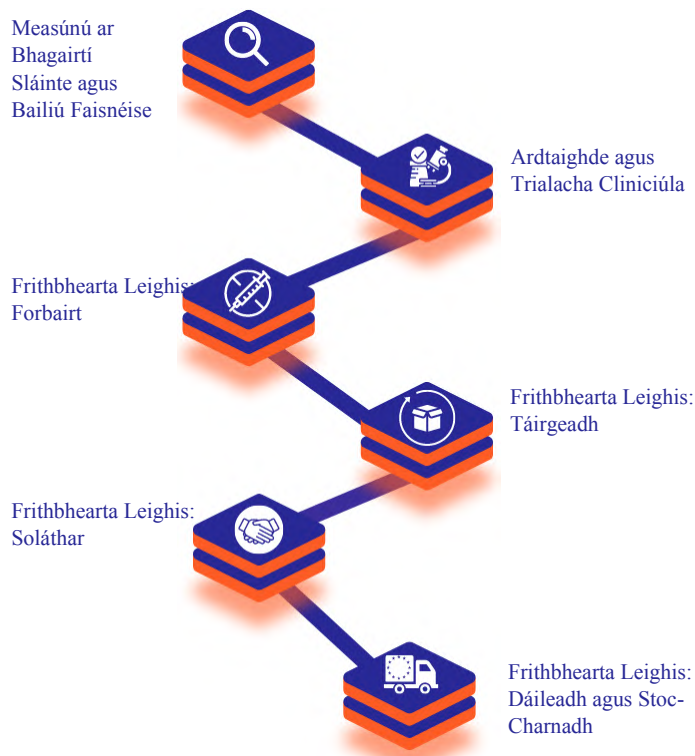 Measúnú ar
Bhagairtí
Sláinte agus
Bailiú Faisnéise
Ardtaighde agus
Trialacha Cliniciúla
Frithbhearta Leighis:
Forbairt
Frithbhearta Leighis:
Táirgeadh
Frithbhearta Leighis:
Soláthar
Frithbhearta Leighis:
Dáileadh agus Stoc-
Charnadh